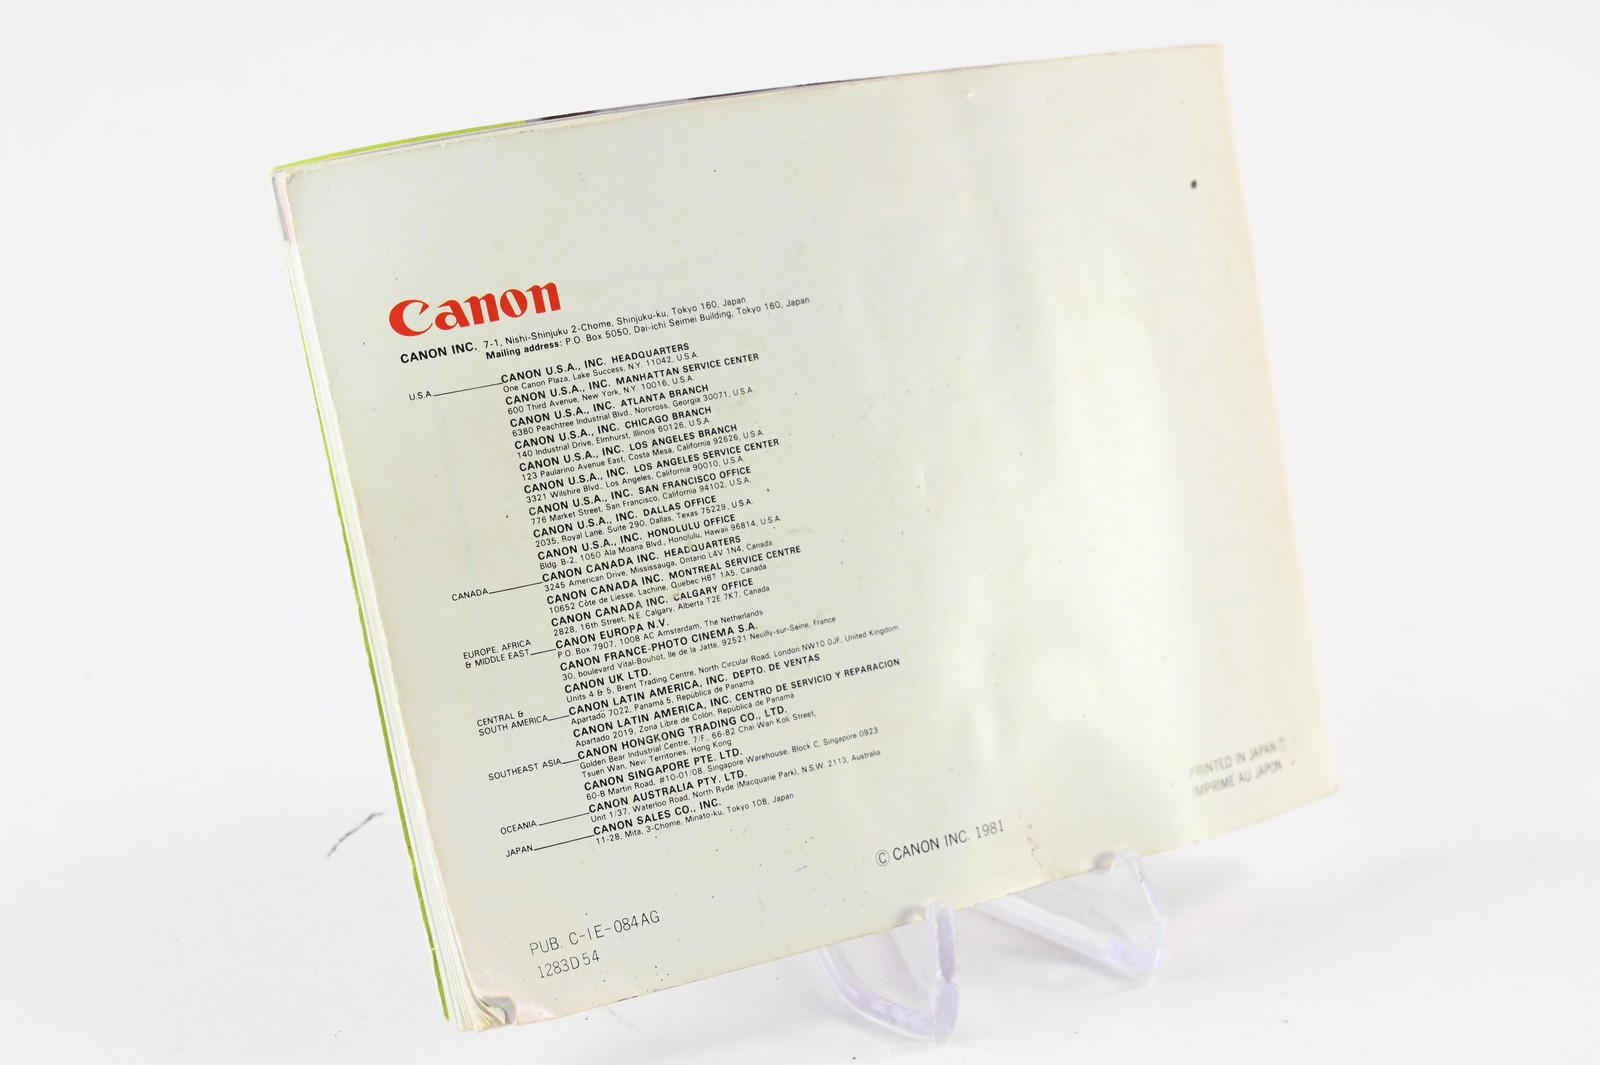 Canon
CANON INC. 7-1, Nishi-Shinjuku 2-Chome, Shinjuku-ku, Tokyo 160, Japan
Mailing address: P.O. Box 5050, Dai-ichi Seimei Building, Tokyo 160, Japan
U.S.A. CANON U.S.A., INC. HEADQUARTERS
One Canon Plaza, Lake Success, N.Y. 11042, U.S.A.
CANON U.S.A., INC. MANHATTAN SERVICE CENTER
600 Third Avenue, New York, N.Y. 10016, U.S.A.
CANON U.S.A., INC. ATLANTA BRANCH
6380 Peachtree Industrial Blvd., Norcross, Georgia 30071, U.S.A.
CANON U.S.A., INC. CHICAGO BRANCH
140 Industrial Drive, Elmhurst, Illinois 60126, U.S.A.
CANON U.S.A., INC. LOS ANGELES BRANCH
123 Paularino Avenue East, Costa Mesa, California 92626, U.S.A.
CANON U.S.A., INC. LOS ANGELES SERVICE CENTER
3321 Wilshire Blvd., Los Angeles, California 90010, U.S.A.
CANON U.S.A., INC. SAN FRANCISCO OFFICE
776 Market Street, San Francisco, California 94102, U.S.A.
CANON U.S.A., INC. DALLAS OFFICE
2035, Royal Lane, Suite 290, Dallas, Texas 75229, U.S.A.
CANON U.S.A., INC. HONOLULU OFFICE
Bldg. B-2, 1050 Ala Moana Blvd., Honolulu, Hawaii 96814, U.S.A.
CANADA CANON CANADA INC. HEADQUARTERS
3245 American Drive, Mississauga, Ontario L4V 1N4, Canada
CANON CANADA INC. MONTREAL SERVICE CENTRE
10652 Côte de Liesse, Lachine, Quebec H8T 1A5, Canada
CANON CANADA INC. CALGARY OFFICE
2828, 16th Street, N.E. Calgary, Alberta T2E 7K7, Canada
EUROPE, AFRICA
& MIDDLE EAST CANON EUROPA N.V.
P.O. Box 7907, 1008 AC Amsterdam, The Netherlands
CANON FRANCE-PHOTO CINEMA S.A.
30, boulevard Vital-Bouhot, Ile de la Jatte, 92521 Neuilly-sur-Seine, France
CANON UK LTD.
Units 4 & 5, Brent Trading Centre, North Circular Road, London NW10 0JF, United Kingdom
CENTRAL &
SOUTH AMERICA CANON LATIN AMERICA, INC. DEPTO. DE VENTAS
Apartado 7022, Panamá 5, República de Panamá
CANON LATIN AMERICA, INC. CENTRO DE SERVICIO Y REPARACION
Apartado 2019, Zona Libre de Colón, República de Panamá
SOUTHEAST ASIA CANON HONGKONG TRADING CO., LTD.
Golden Bear Industrial Centre, 7/F., 66-82 Chai Wan Kok Street,
Tsuen Wan, New Territories, Hong Kong
CANON SINGAPORE PTE. LTD.
60-B Martin Road, #10-01/08, Singapore Warehouse, Block C, Singapore 0923
OCEANIA CANON AUSTRALIA PTY. LTD.
Unit 1/37, Waterloo Road, North Ryde (Macquarie Park), N.S.W. 2113, Australia
JAPAN CANON SALES CO., INC.
11-28, Mita, 3-Chome, Minato-ku, Tokyo 108, Japan
PRINTED IN JAPAN
IMPRIME AU JAPON
© CANON INC. 1981
PUB. C-IE-084AG
1283D54